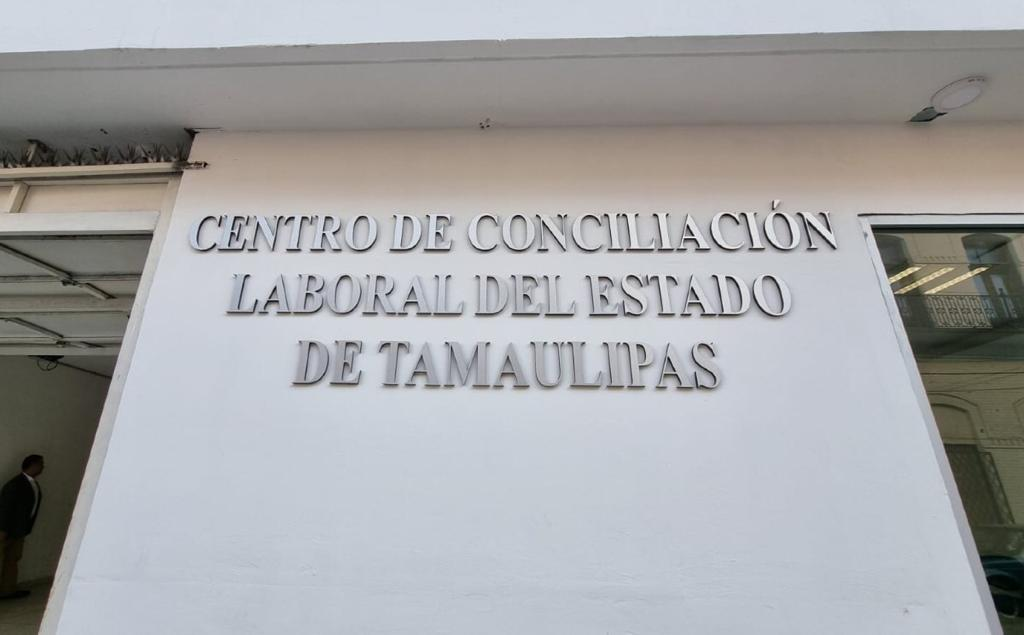 CENTRO DE CONCILIACIÓN
LABORAL DEL ESTADO
DE TAMAULIPAS